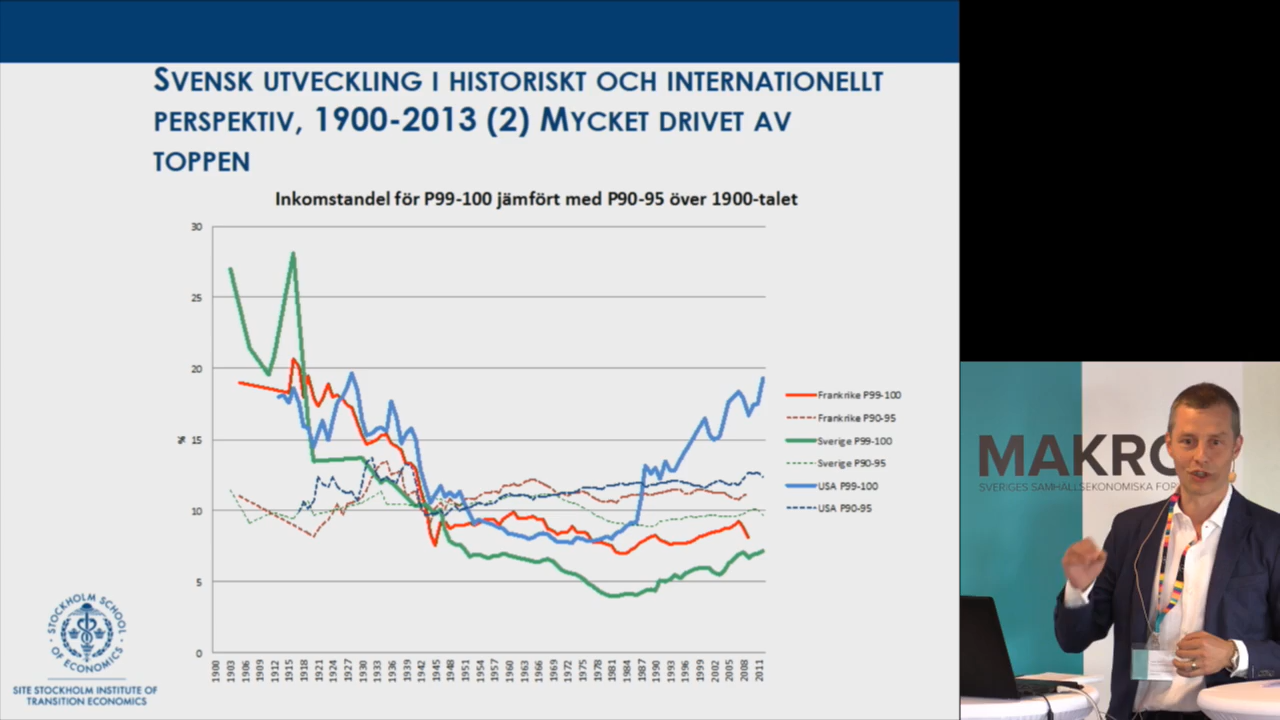 SVENSK UTVECKLING I HISTORISKT OCH INTERNATIONELLT
PERSPEKTIV, 1900-2013 (2) MYCKET DRIVET AV
TOPPEN
Inkomstandel för P99-100 jämfört med P90-95 över 1900-talet
30
25
20
15
10
5
0
%
1900 1903 1906 1909 1912 1915 1918 1921 1924 1927 1930 1933 1936 1939 1942 1945 1948 1951 1954 1957 1960 1963 1966 1969 1972 1975 1978 1981 1984 1987 1990 1993 1996 1999 2002 2005 2008 2011
Frankrike P99-100
Frankrike P90-95
Sverige P99-100
Sverige P90-95
USA P99-100
USA P90-95
STOCKHOLM SCHOOL
OF ECONOMICS
SITE STOCKHOLM INSTITUTE OF
TRANSITION ECONOMICS
MAKRO
SVERIGES SAMHÄLLSEKONOMISKA FOR